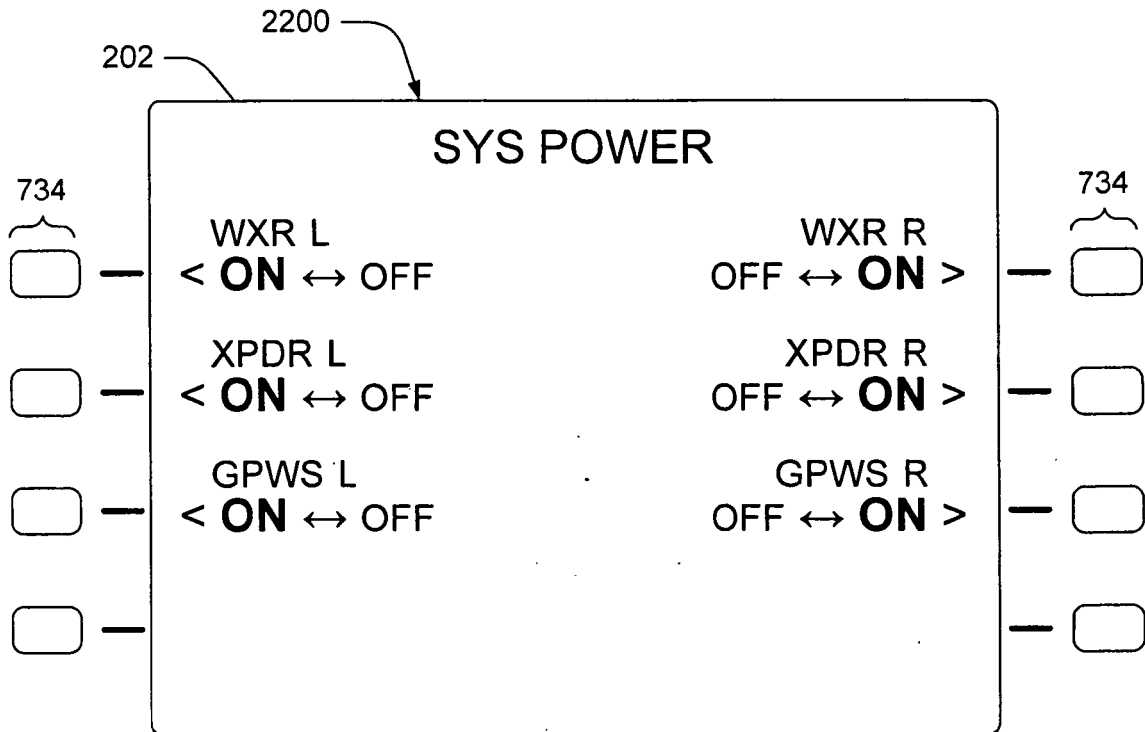 2200
202
SYS POWER
734
734
WXR L
WXR R
< ON ↔ OFF
OFF ↔ ON >
XPDR L
XPDR R
< ON ↔ OFF
OFF ↔ ON >
GPWS L
GPWS R
< ON ↔ OFF
OFF ↔ ON >